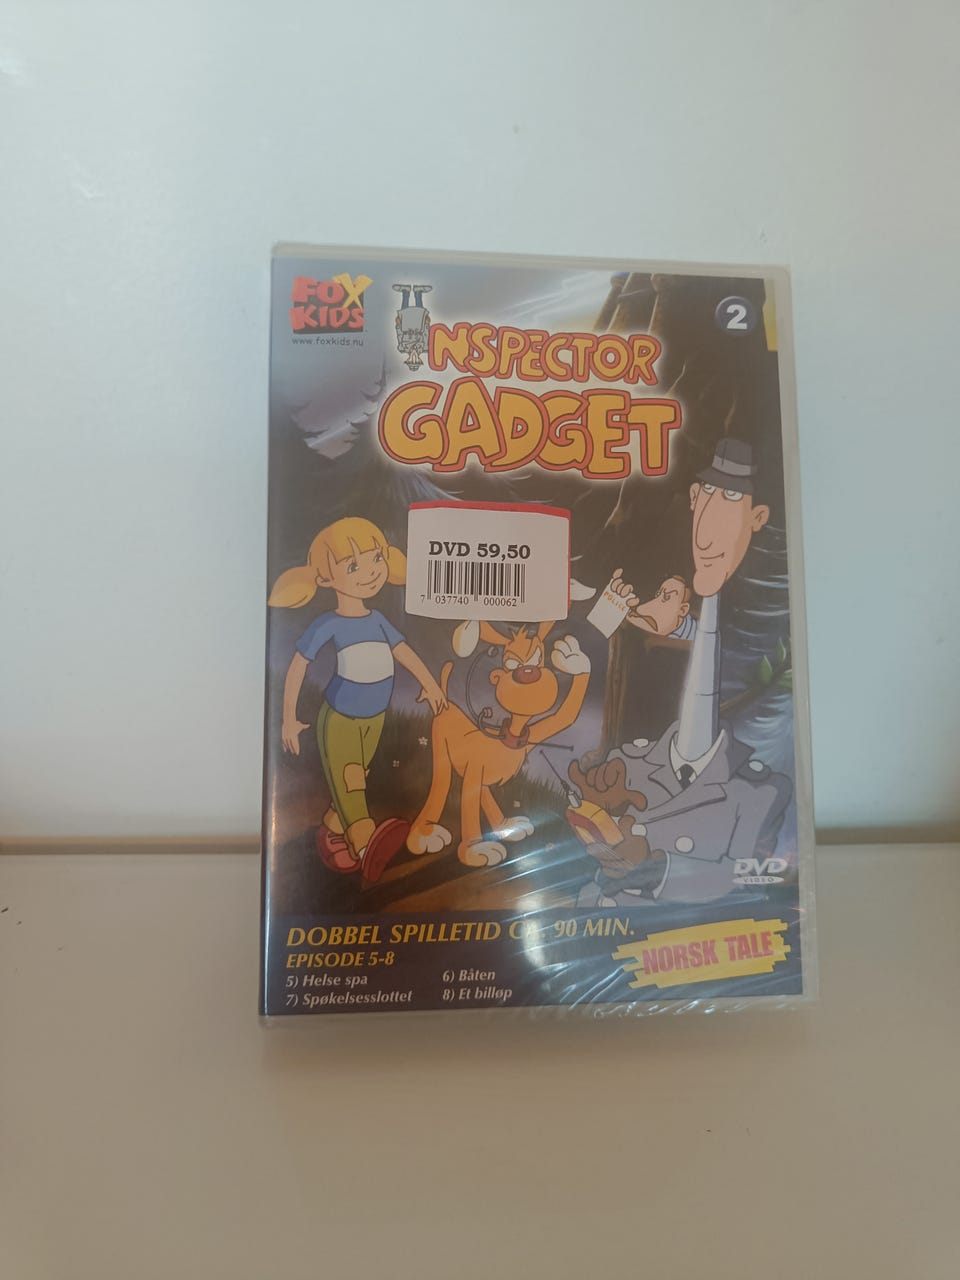 FOX
KIDS
www.foxkids.nu
2
INSPECTOR
GADGET
DVD 59,50
7 037740 000062
POLICE
DVD
VIDEO
DOBBEL SPILLETID CA. 90 MIN.
EPISODE 5-8
5) Helse spa
6) Båten
7) Spøkelsesslottet
8) Et billøp
NORSK TALE